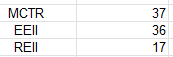 MCTR 37
EEII 36
REII 17